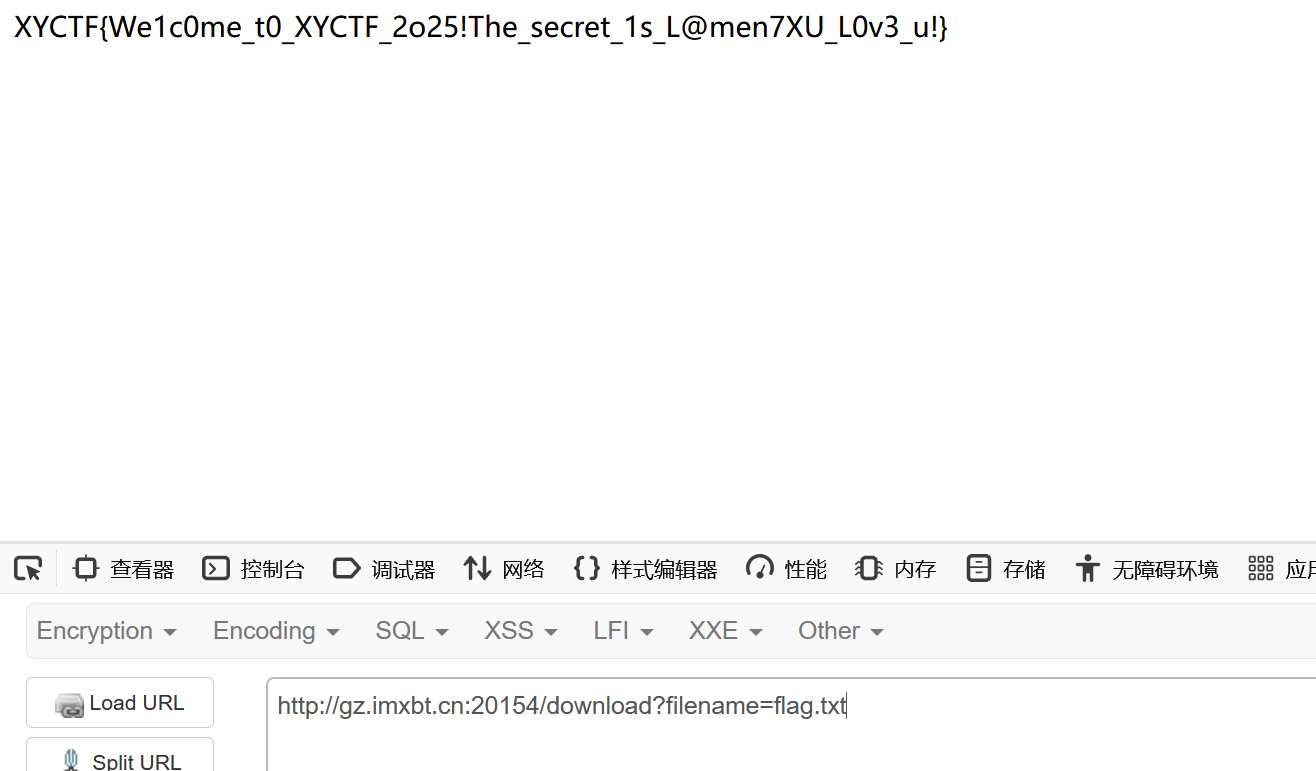 XYCTF{We1c0me_t0_XYCTF_2o25!The_secret_1s_L@men7XU_L0v3_u!}
查看器 控制台 调试器 网络 样式编辑器 性能 内存 存储 无障碍环境
Encryption Encoding SQL XSS LFI XXE Other
Load URL
http://gz.imxbt.cn:20154/download?filename=flag.txt
Split URL